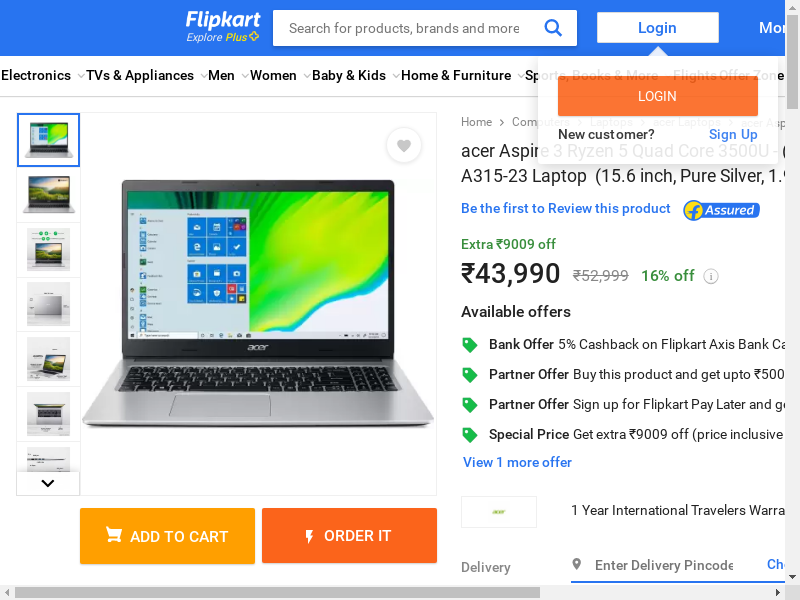 Flipkart
Explore Plus
Search for products, brands and more
Login
Mor
Electronics TVs & Appliances Men Women Baby & Kids Home & Furniture Sports, Books & More Flights Offer Zone
LOGIN
New customer? Sign Up
Home > Computers > Laptops > acer Laptops > acer Asp
acer Aspire 3 Ryzen 5 Quad Core 3500U - (
A315-23 Laptop (15.6 inch, Pure Silver, 1.9
Be the first to Review this product
Assured
Extra ₹9009 off
₹43,990 ₹52,999 16% off i
Available offers
Bank Offer 5% Cashback on Flipkart Axis Bank Ca
Partner Offer Buy this product and get upto ₹500
Partner Offer Sign up for Flipkart Pay Later and ge
Special Price Get extra ₹9009 off (price inclusive
View 1 more offer
acer
acer
1 Year International Travelers Warra
ADD TO CART
ORDER IT
Delivery
Enter Delivery Pincode
Che